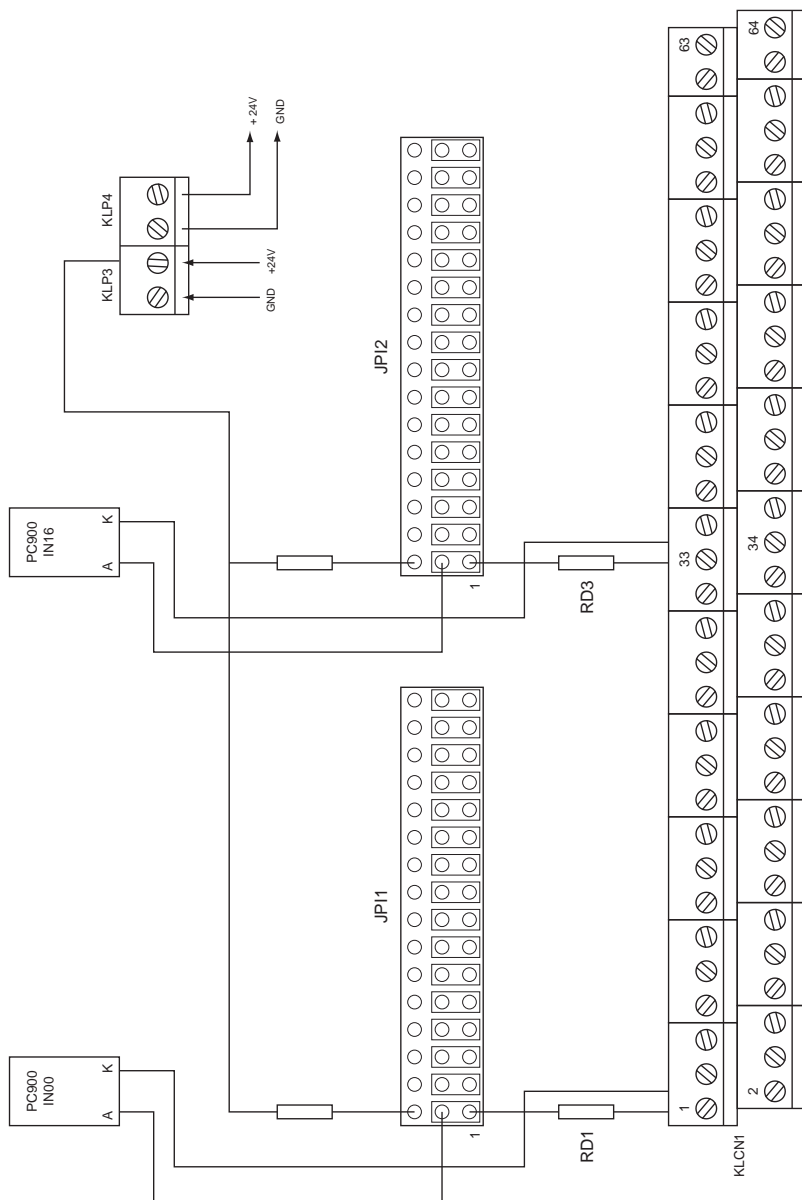 PC900
IN00
A
K
PC900
IN16
A
K
KLP3
KLP4
GND
+24V
GND
+ 24V
JPI1
1
JPI2
1
RD1
RD3
KLCN1
1
33
63
2
34
64